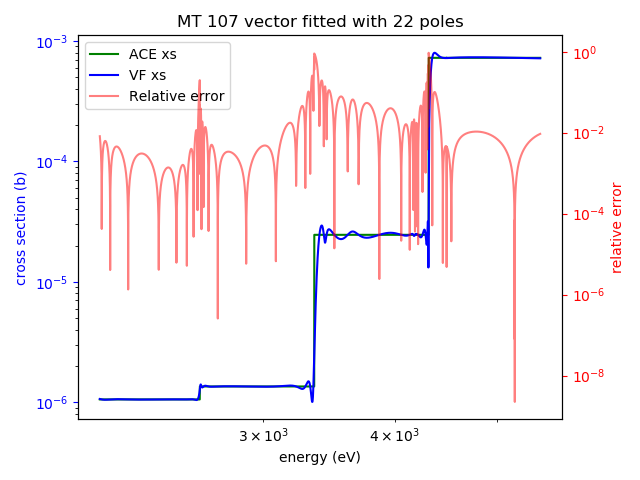 MT 107 vector fitted with 22 poles
ACE xs
VF xs
Relative error
cross section (b)
10⁻³
10⁻⁴
10⁻⁵
10⁻⁶
10⁰
10⁻²
10⁻⁴
10⁻⁶
10⁻⁸
relative error
3 × 10³
4 × 10³
energy (eV)